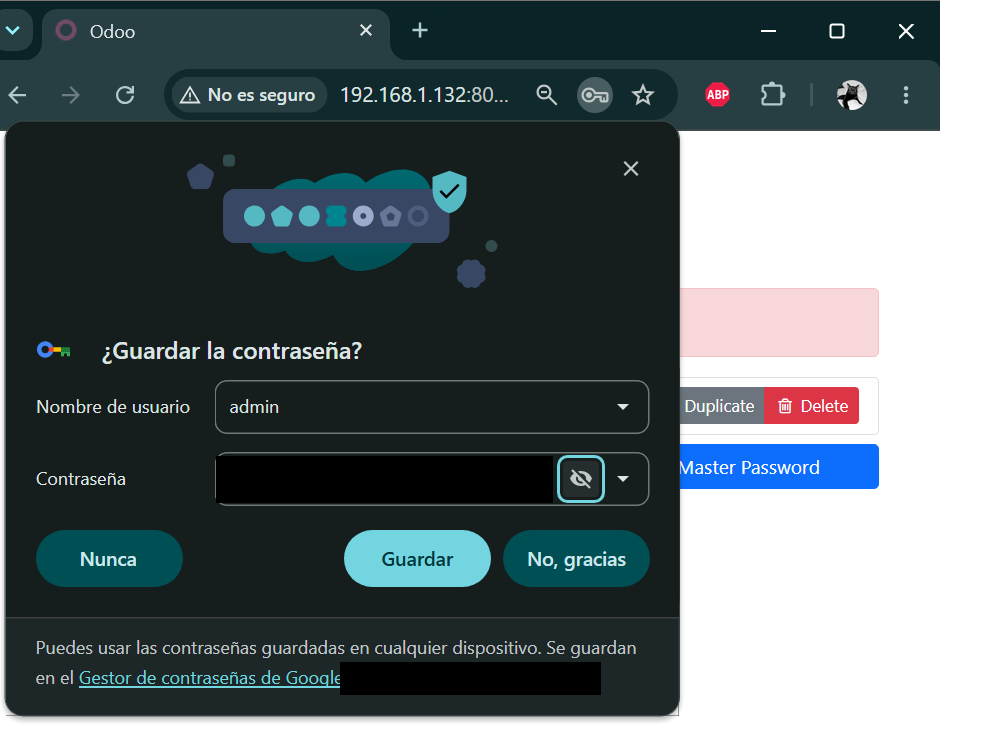 Odoo
No es seguro
192.168.1.132:80...
ABP
¿Guardar la contraseña?
Nombre de usuario
admin
Contraseña
Nunca
Guardar
No, gracias
Puedes usar las contraseñas guardadas en cualquier dispositivo. Se guardan
en el Gestor de contraseñas de Google
Duplicate
Delete
Master Password